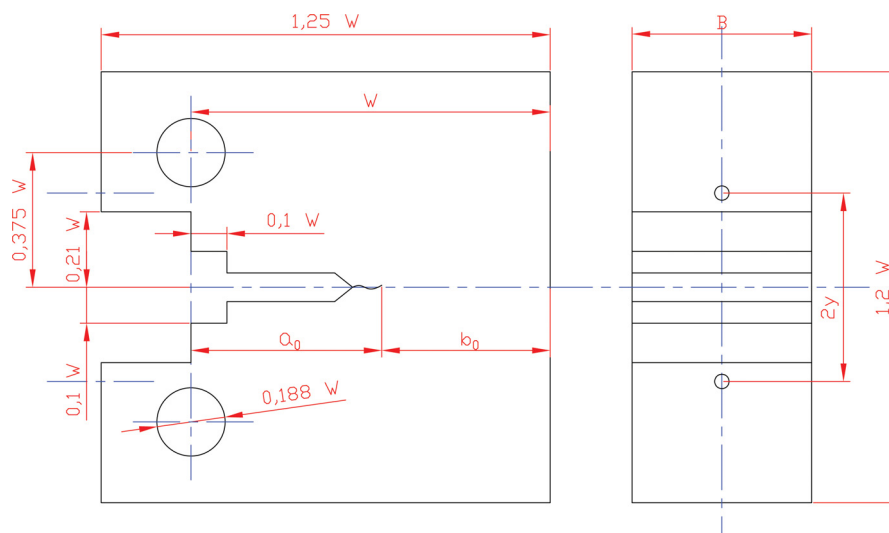 1,25 W
B
W
0,375 W
0,21 W
0,1 W
a₀
b₀
2y
1,2 W
0,1 W
0,188 W